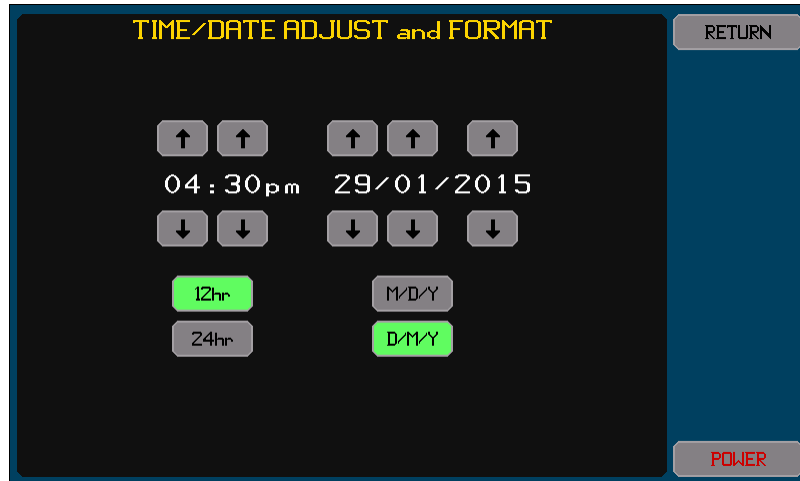 TIME/DATE ADJUST and FORMAT
RETURN
04:30pm 29/01/2015
12hr M/D/Y
24hr D/M/Y
POWER